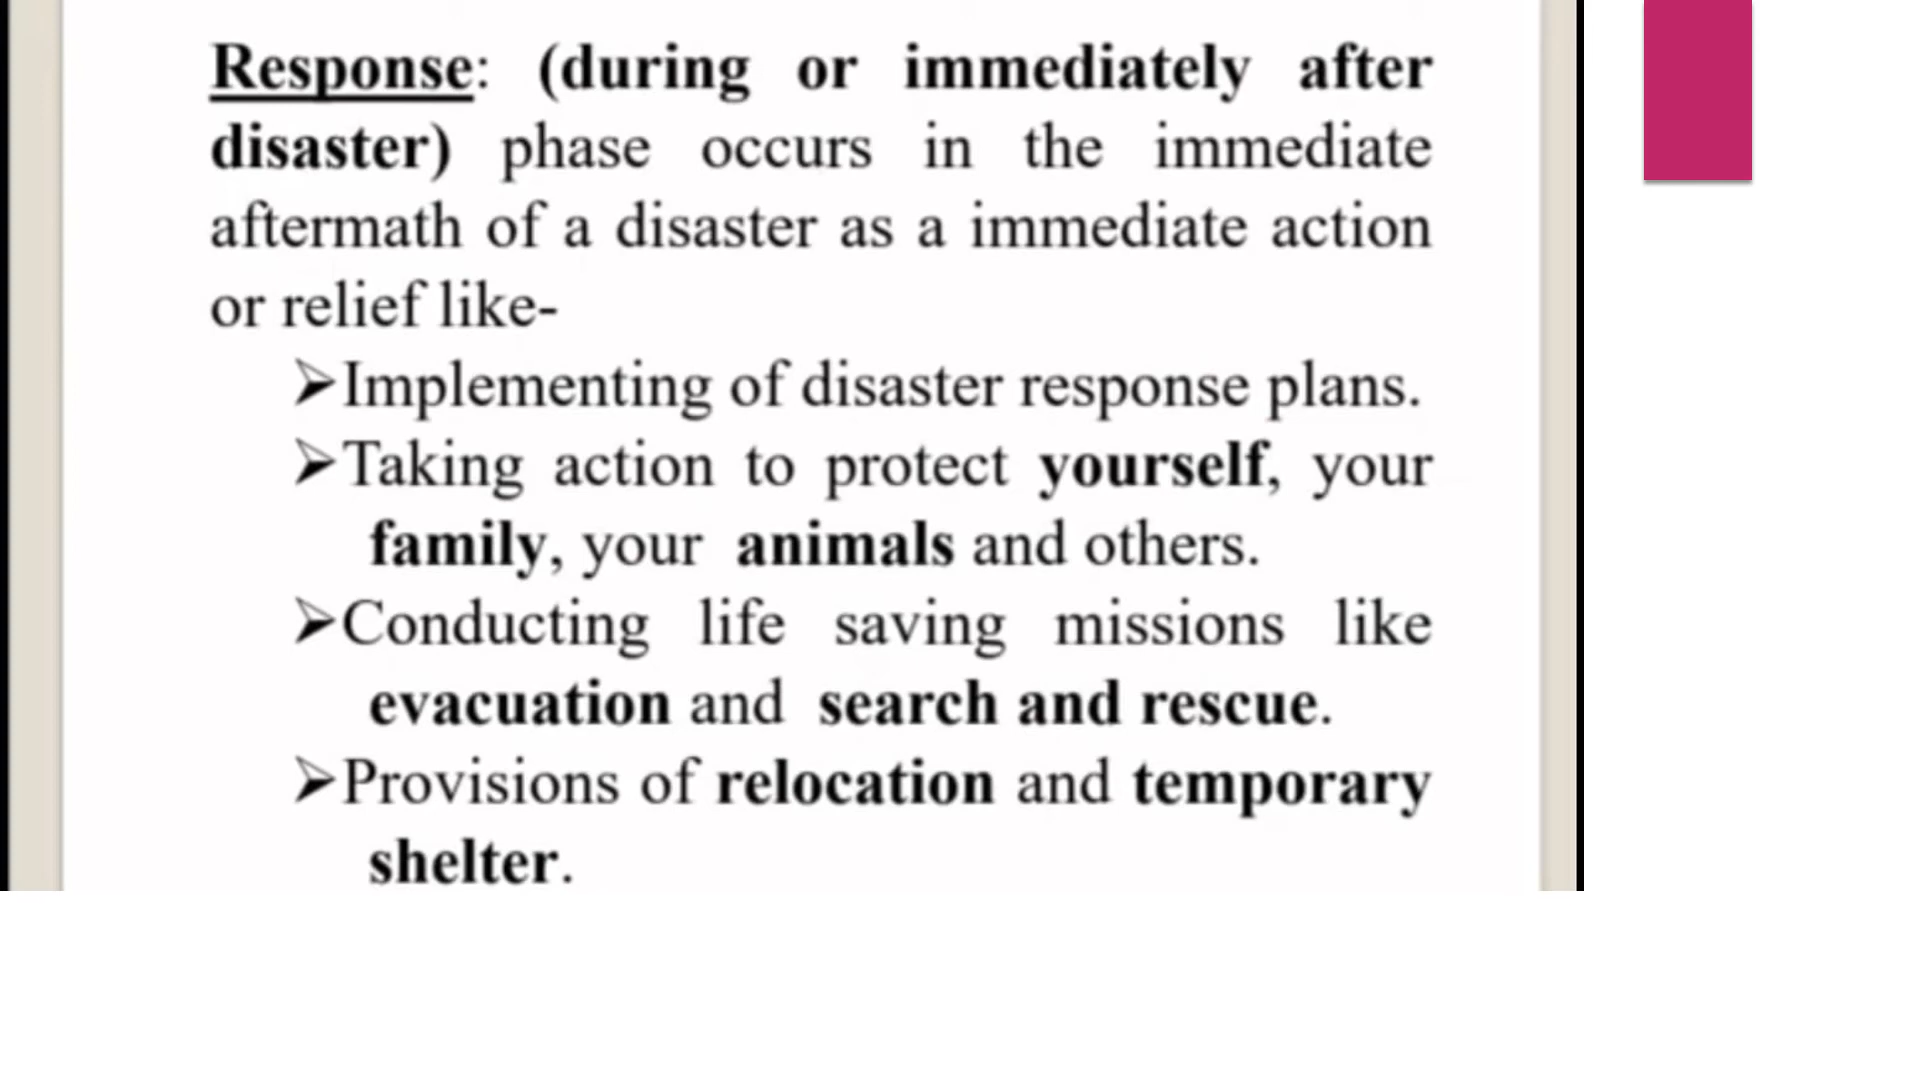 Response: (during or immediately after
disaster) phase occurs in the immediate
aftermath of a disaster as a immediate action
or relief like-
➢Implementing of disaster response plans.
➢Taking action to protect yourself, your
family, your animals and others.
➢Conducting life saving missions like
evacuation and search and rescue.
➢Provisions of relocation and temporary
shelter.